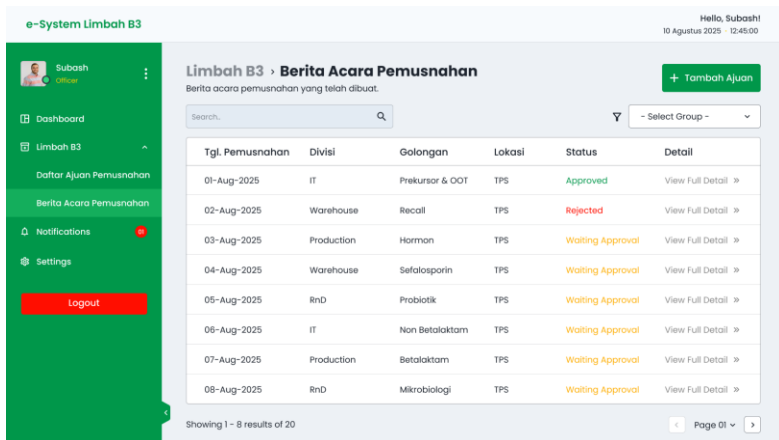 e-System Limbah B3
Hello, Subash!
10 Agustus 2025 12:45:00
Subash
Officer
Dashboard
Limbah B3
Daftar Ajuan Pemusnahan
Berita Acara Pemusnahan
Notifications 01
Settings
Logout
Limbah B3 › Berita Acara Pemusnahan
Berita acara pemusnahan yang telah dibuat.
+ Tambah Ajuan
Search..
- Select Group -
Tgl. Pemusnahan Divisi Golongan Lokasi Status Detail
01-Aug-2025 IT Prekursor & OOT TPS Approved View Full Detail »
02-Aug-2025 Warehouse Recall TPS Rejected View Full Detail »
03-Aug-2025 Production Hormon TPS Waiting Approval View Full Detail »
04-Aug-2025 Warehouse Sefalosporin TPS Waiting Approval View Full Detail »
05-Aug-2025 RnD Probiotik TPS Waiting Approval View Full Detail »
06-Aug-2025 IT Non Betalaktam TPS Waiting Approval View Full Detail »
07-Aug-2025 Production Betalaktam TPS Waiting Approval View Full Detail »
08-Aug-2025 RnD Mikrobiologi TPS Waiting Approval View Full Detail »
Showing 1 - 8 results of 20
Page 01